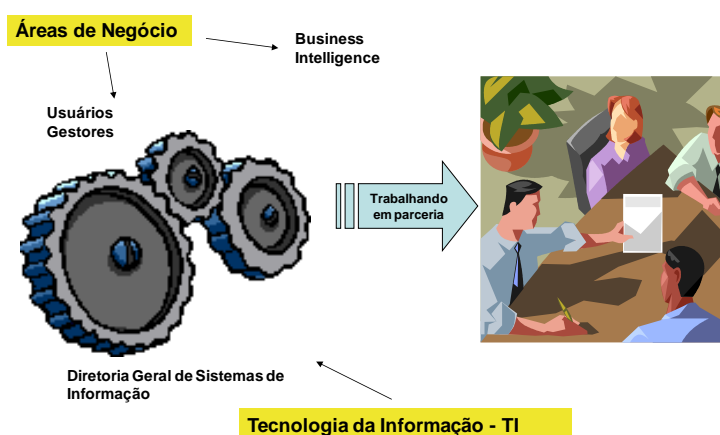 Áreas de Negócio
Business
Intelligence
Usuários
Gestores
Trabalhando
em parceria
Diretoria Geral de Sistemas de
Informação
Tecnologia da Informação - TI